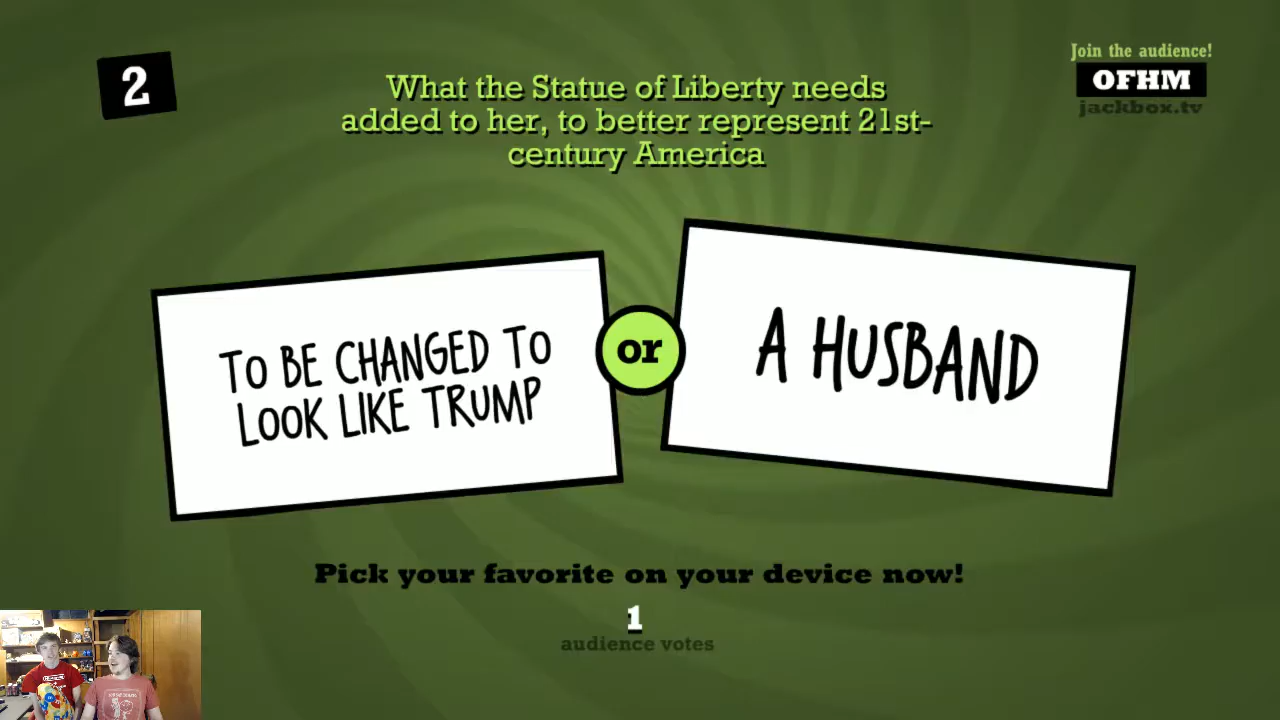 2
Join the audience!
OFHM
jackbox.tv
What the Statue of Liberty needs
added to her, to better represent 21st-
century America
TO BE CHANGED TO
LOOK LIKE TRUMP
or
A HUSBAND
Pick your favorite on your device now!
1
audience votes